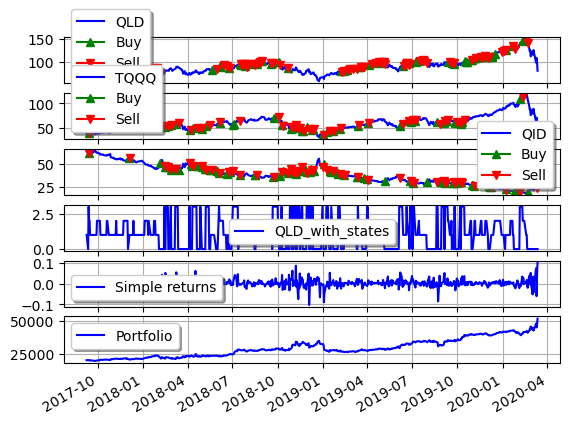 QLD
Buy
Sell
150
100
TQQQ
Buy
Sell
100
50
QID
Buy
Sell
50
25
QLD_with_states
2.5
0.0
Simple returns
0.1
0.0
−0.1
Portfolio
50000
25000
2017-10 2018-01 2018-04 2018-07 2018-10 2019-01 2019-04 2019-07 2019-10 2020-01 2020-04